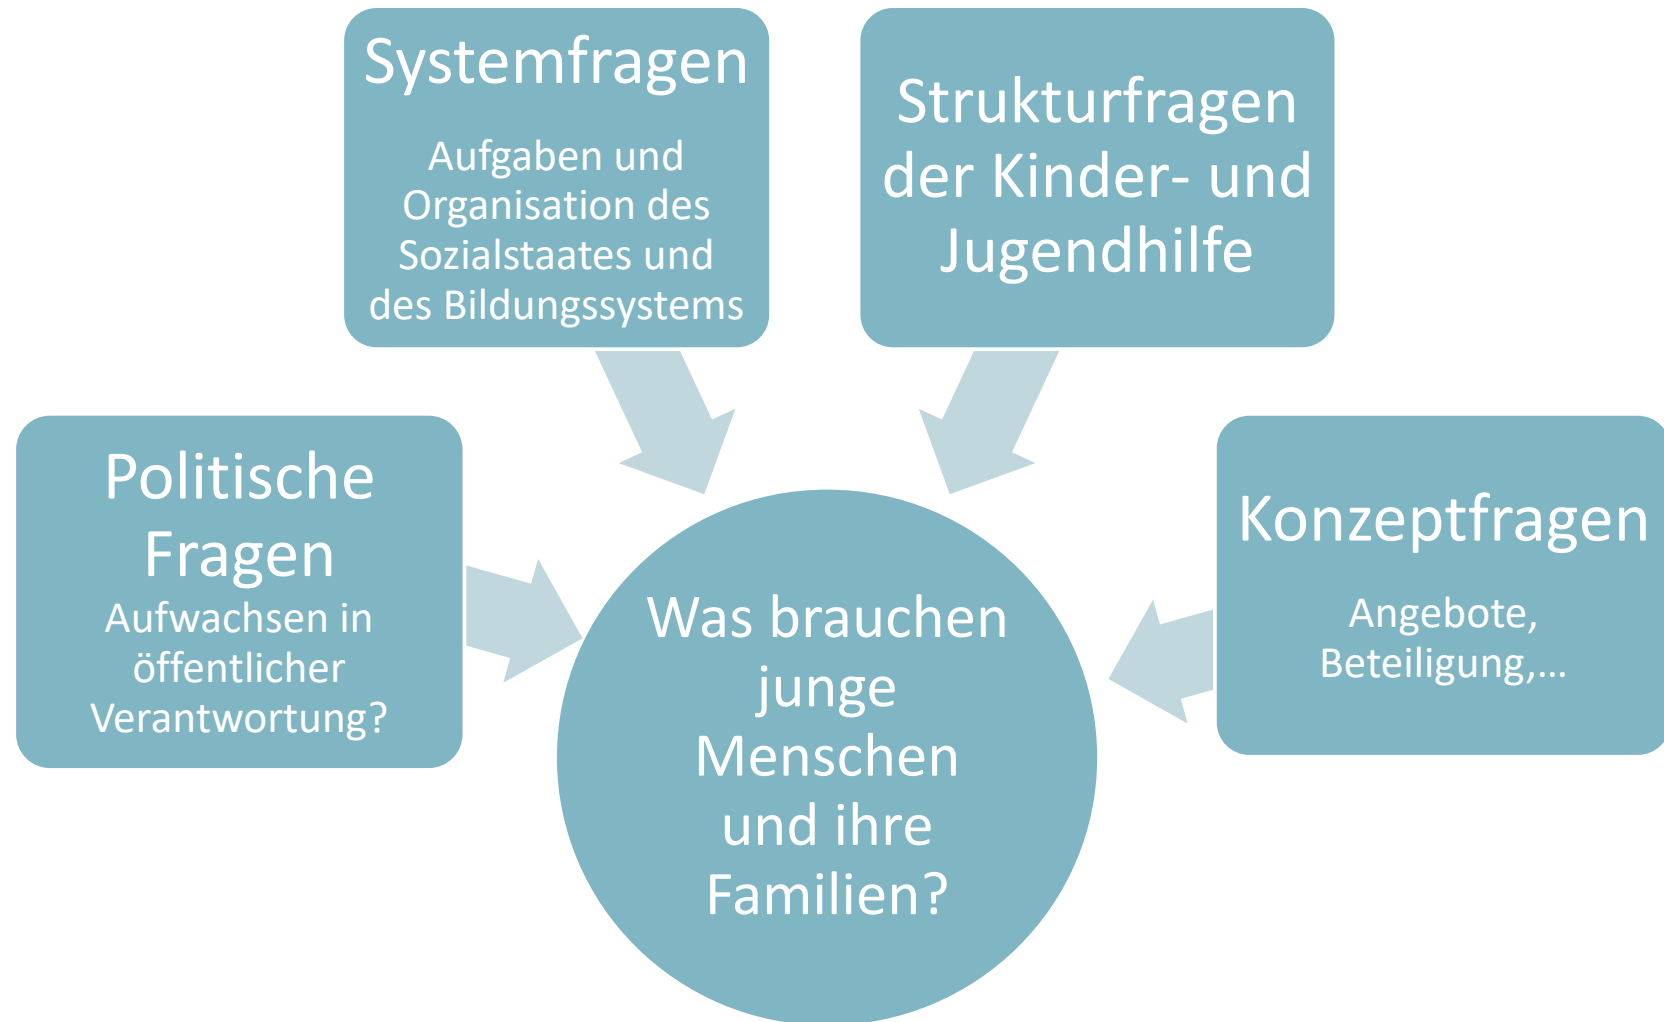 Systemfragen
Aufgaben und
Organisation des
Sozialstaates und
des Bildungssystems
Strukturfragen
der Kinder- und
Jugendhilfe
Politische
Fragen
Aufwachsen in
öffentlicher
Verantwortung?
Konzeptfragen
Angebote,
Beteiligung,...
Was brauchen
junge
Menschen
und ihre
Familien?